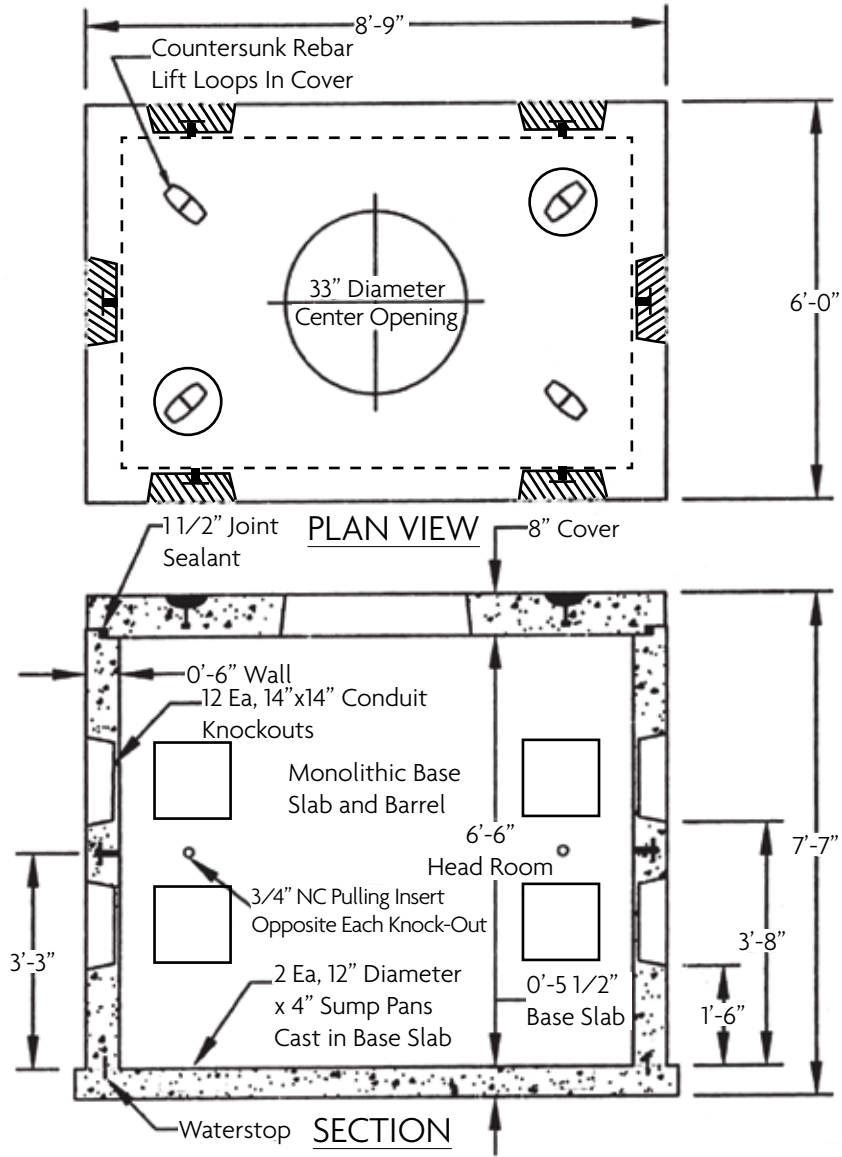 8'-9"
Countersunk Rebar
Lift Loops In Cover
33" Diameter
Center Opening
6'-0"
PLAN VIEW
1 1/2" Joint
Sealant
8" Cover
0'-6" Wall
12 Ea, 14"x14" Conduit
Knockouts
Monolithic Base
Slab and Barrel
6'-6"
Head Room
7'-7"
3/4" NC Pulling Insert
Opposite Each Knock-Out
3'-3"
3'-8"
2 Ea, 12" Diameter
x 4" Sump Pans
Cast in Base Slab
0'-5 1/2"
Base Slab
1'-6"
Waterstop
SECTION